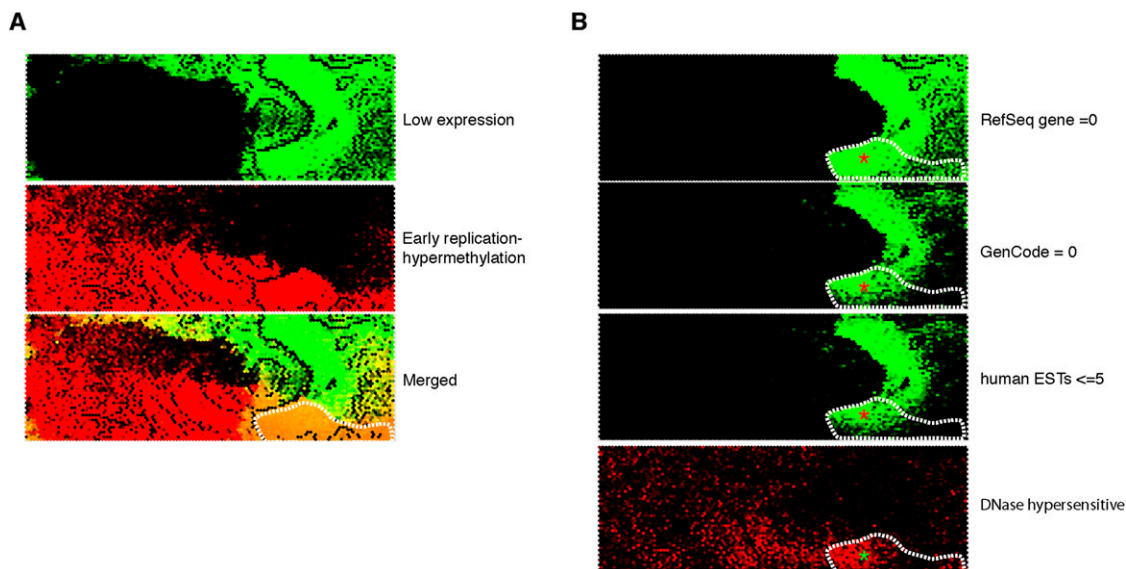 A
Low expression
Early replication-
hypermethylation
Merged
B
RefSeq gene =0
*
GenCode = 0
*
human ESTs <=5
*
DNase hypersensitive
*